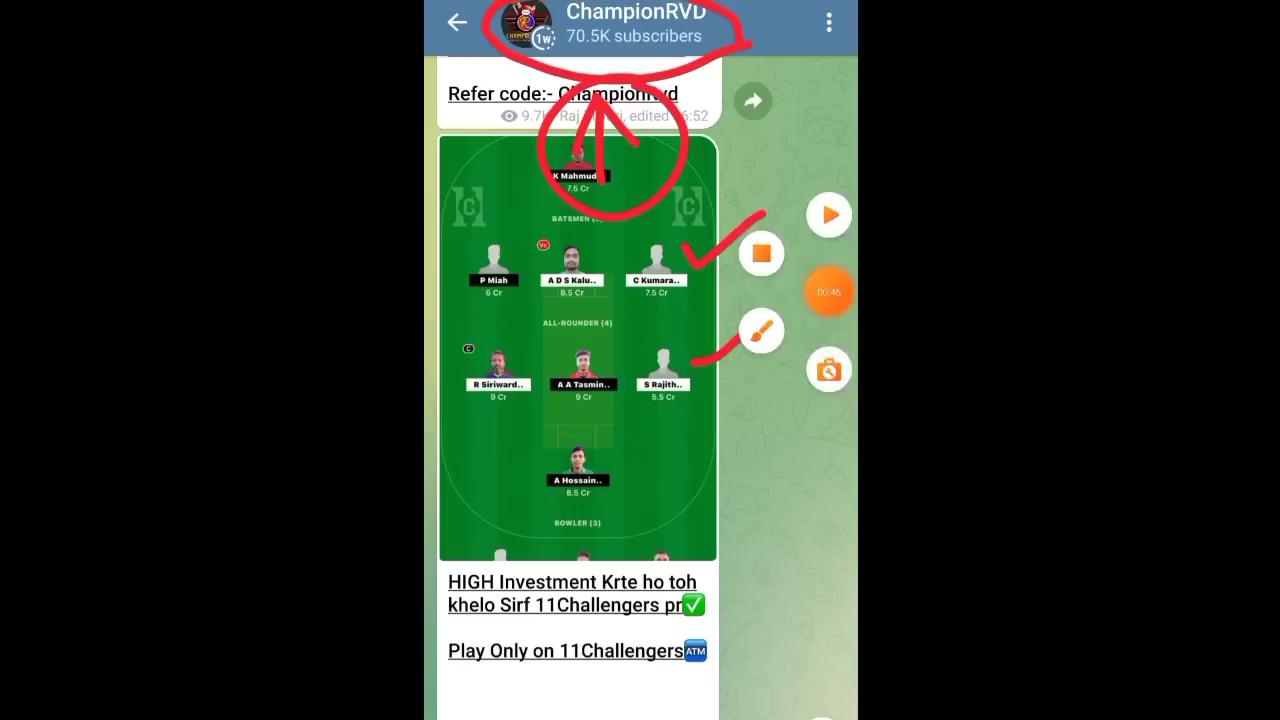 ChampionRVD
1w
70.5K subscribers
Refer code:- ChampionRvd
edited
K Mahmud..
7.5 Cr
BATSMEN
Vc
P Miah
A D S Kalu..
C Kumara..
6 Cr
8.5 Cr
7.5 Cr
ALL-ROUNDER (4)
C
R Siriward..
A A Tasmin..
S Rajith..
9 Cr
9 Cr
5.5 Cr
A Hossain..
8.5 Cr
BOWLER (3)
HIGH Investment Krte ho toh
khelo Sirf 11Challengers pr✅
Play Only on 11Challengers🏧
00:46